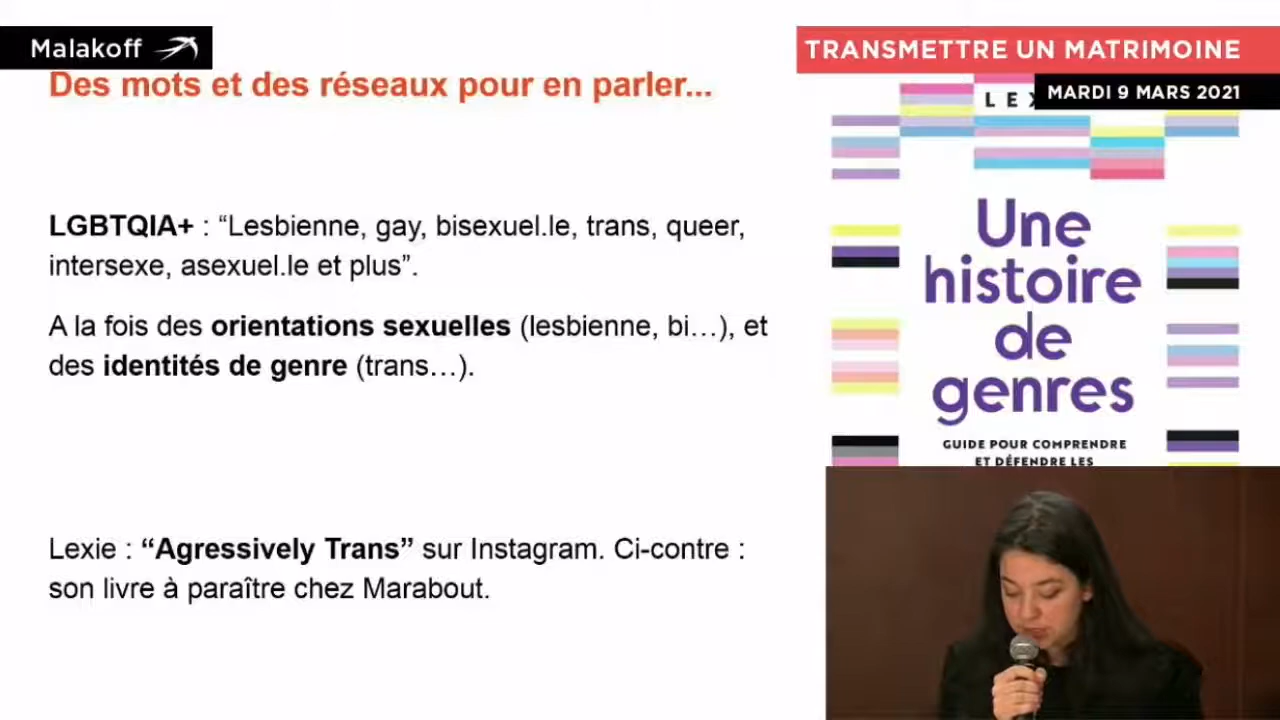 Malakoff
TRANSMETTRE UN MATRIMOINE
MARDI 9 MARS 2021
Des mots et des réseaux pour en parler...
LGBTQIA+ : “Lesbienne, gay, bisexuel.le, trans, queer,
intersexe, asexuel.le et plus”.
A la fois des orientations sexuelles (lesbienne, bi…), et
des identités de genre (trans…).
Lexie : “Agressively Trans” sur Instagram. Ci-contre :
son livre à paraître chez Marabout.
Une
histoire
de
genres
GUIDE POUR COMPRENDRE
ET DÉFENDRE LES